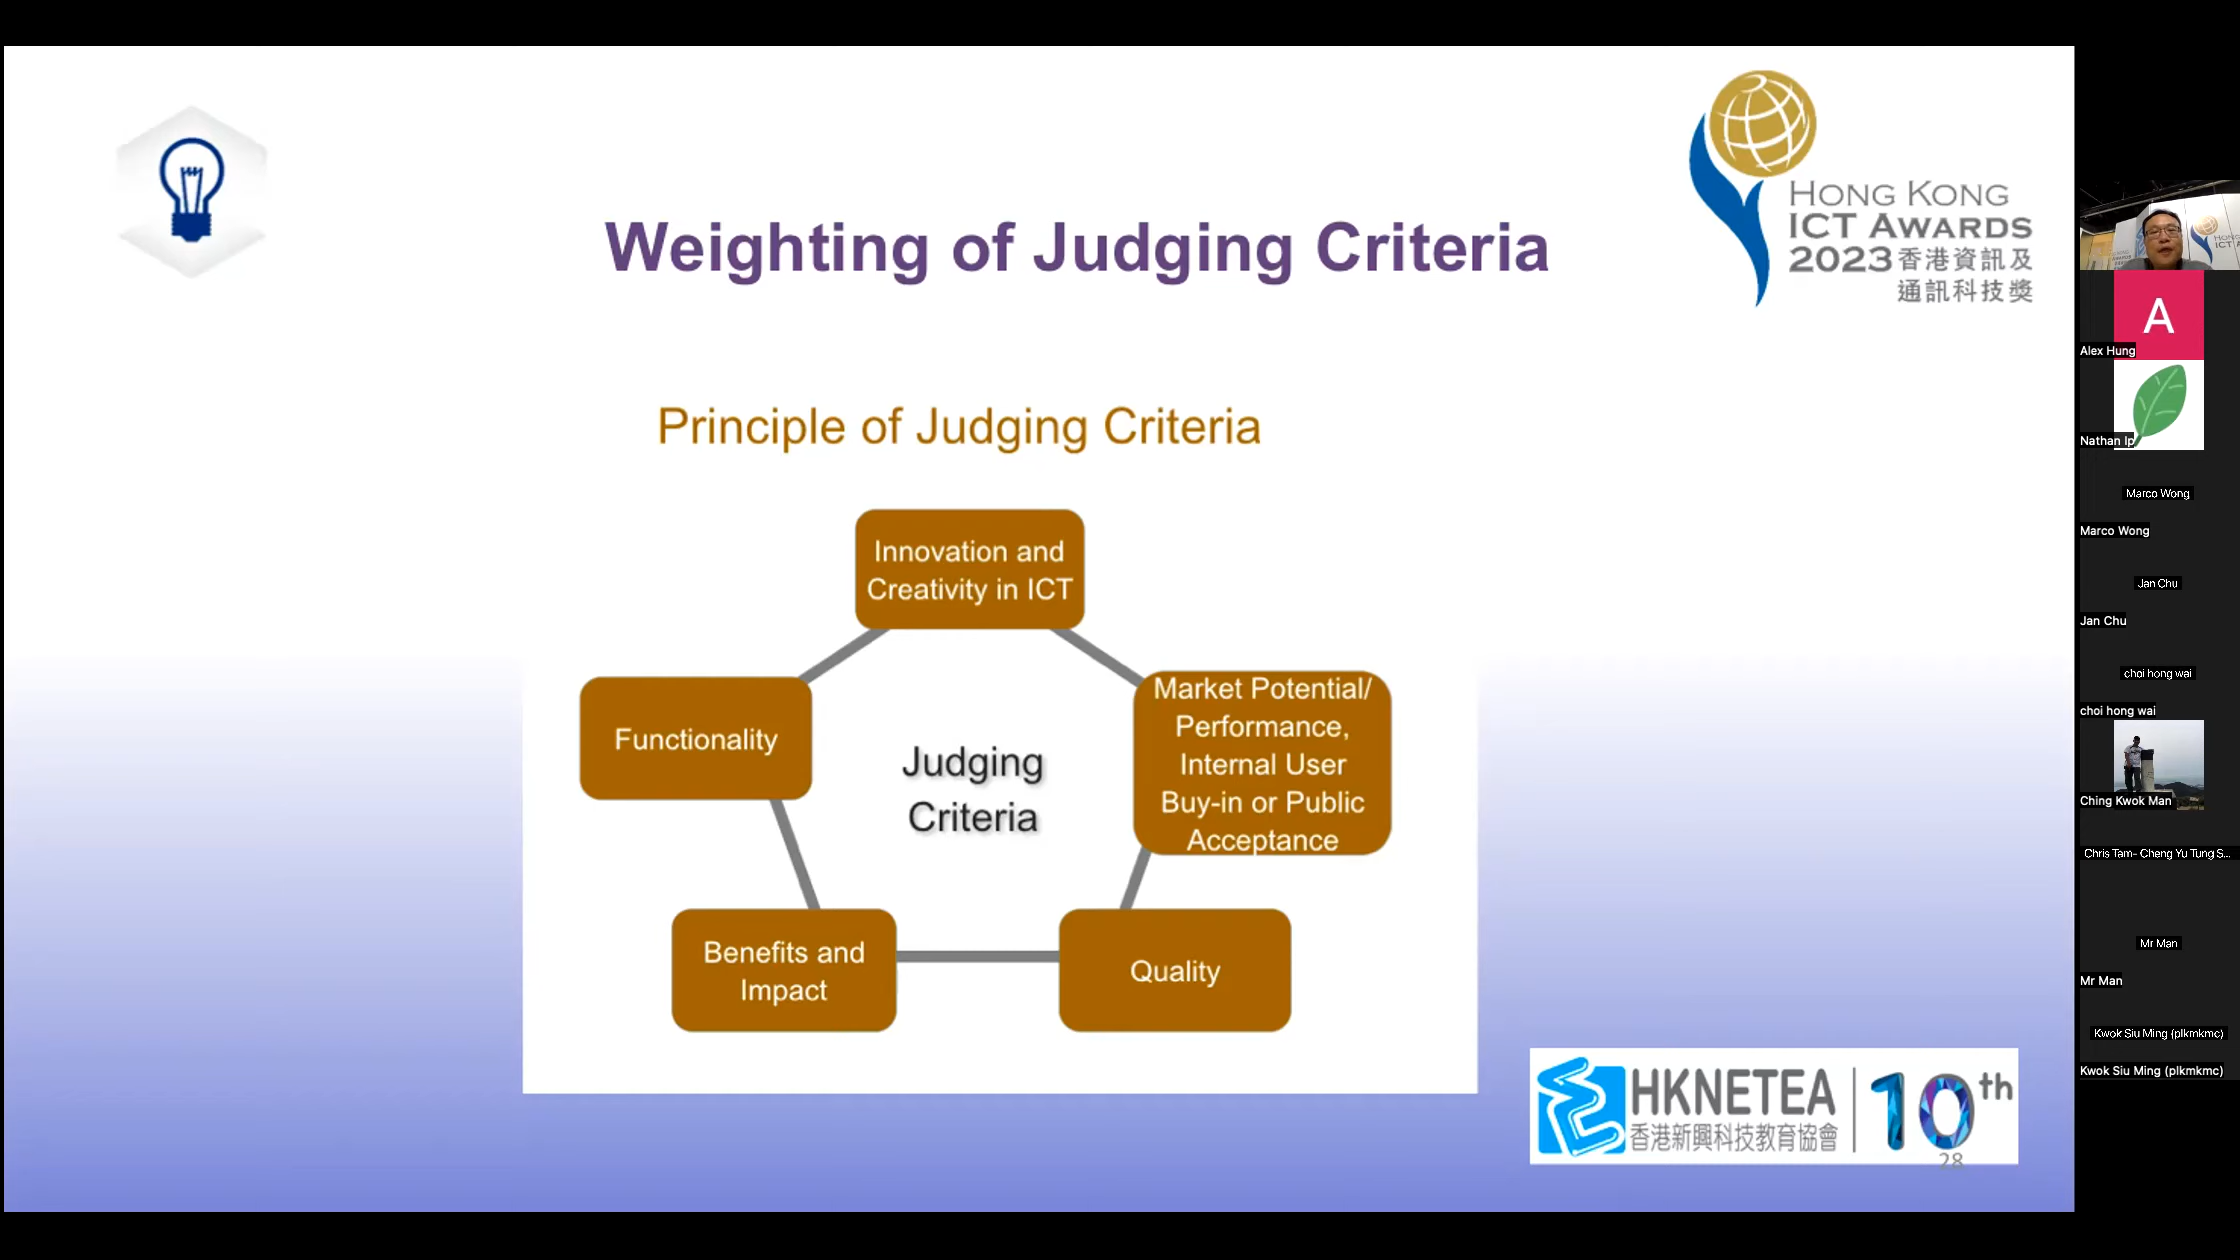 Weighting of Judging Criteria
HONG KONG
ICT AWARDS
2023 香港資訊及
通訊科技獎
Principle of Judging Criteria
Innovation and
Creativity in ICT
Market Potential/
Performance,
Internal User
Buy-in or Public
Acceptance
Functionality
Judging
Criteria
Benefits and
Impact
Quality
HKNETEA
香港新興科技教育協會
10th
28
A
Alex Hung
Nathan Ip
Marco Wong
Marco Wong
Jan Chu
Jan Chu
choi hong wai
choi hong wai
Ching Kwok Man
Chris Tam- Cheng Yu Tung S...
Mr Man
Mr Man
Kwok Siu Ming (plkmkmc)
Kwok Siu Ming (plkmkmc)